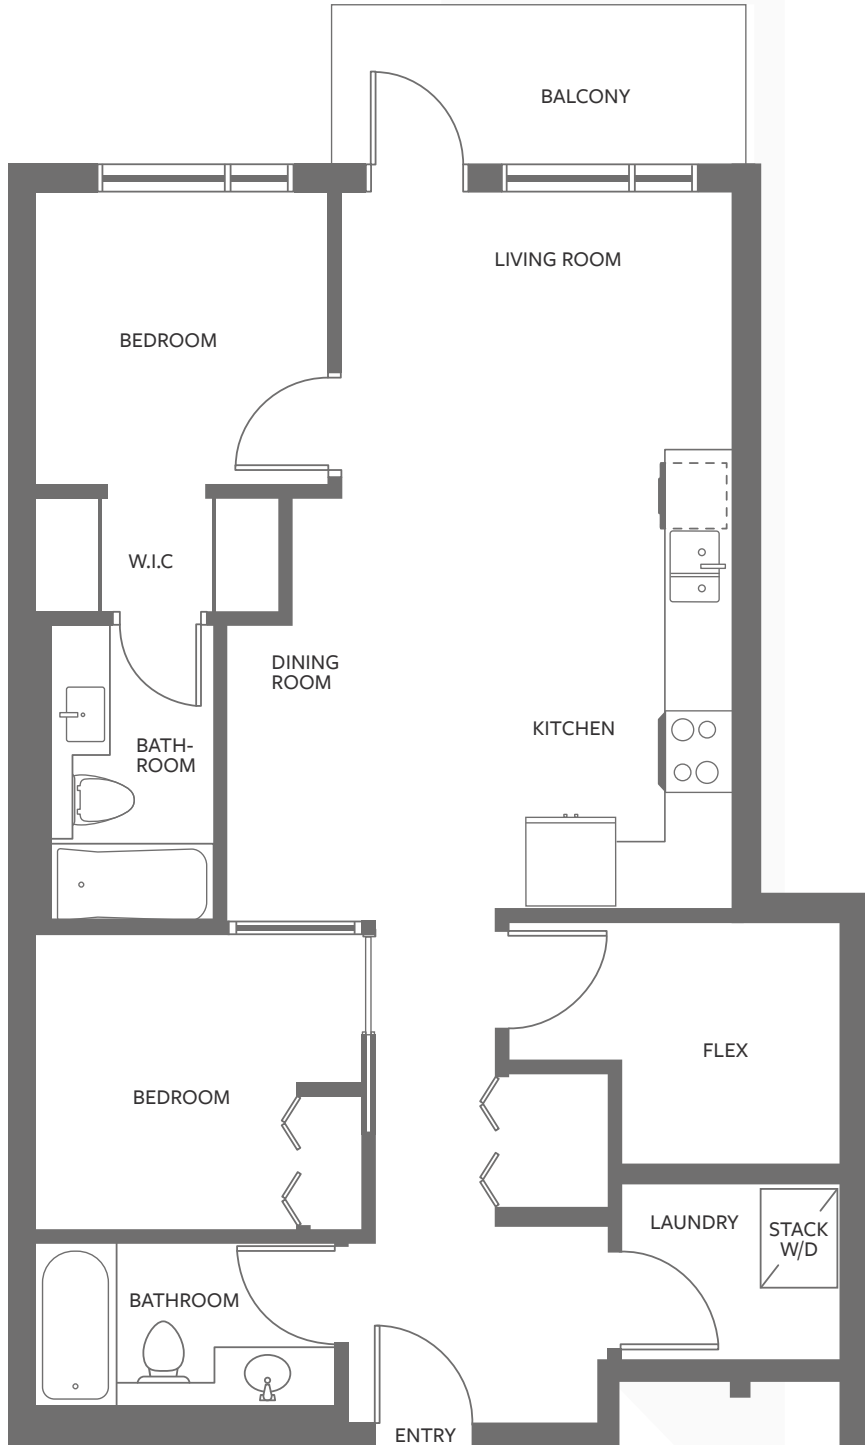 BALCONY
LIVING ROOM
BEDROOM
W.I.C
DINING
ROOM
KITCHEN
BATH-
ROOM
FLEX
BEDROOM
LAUNDRY
STACK
W/D
BATHROOM
ENTRY